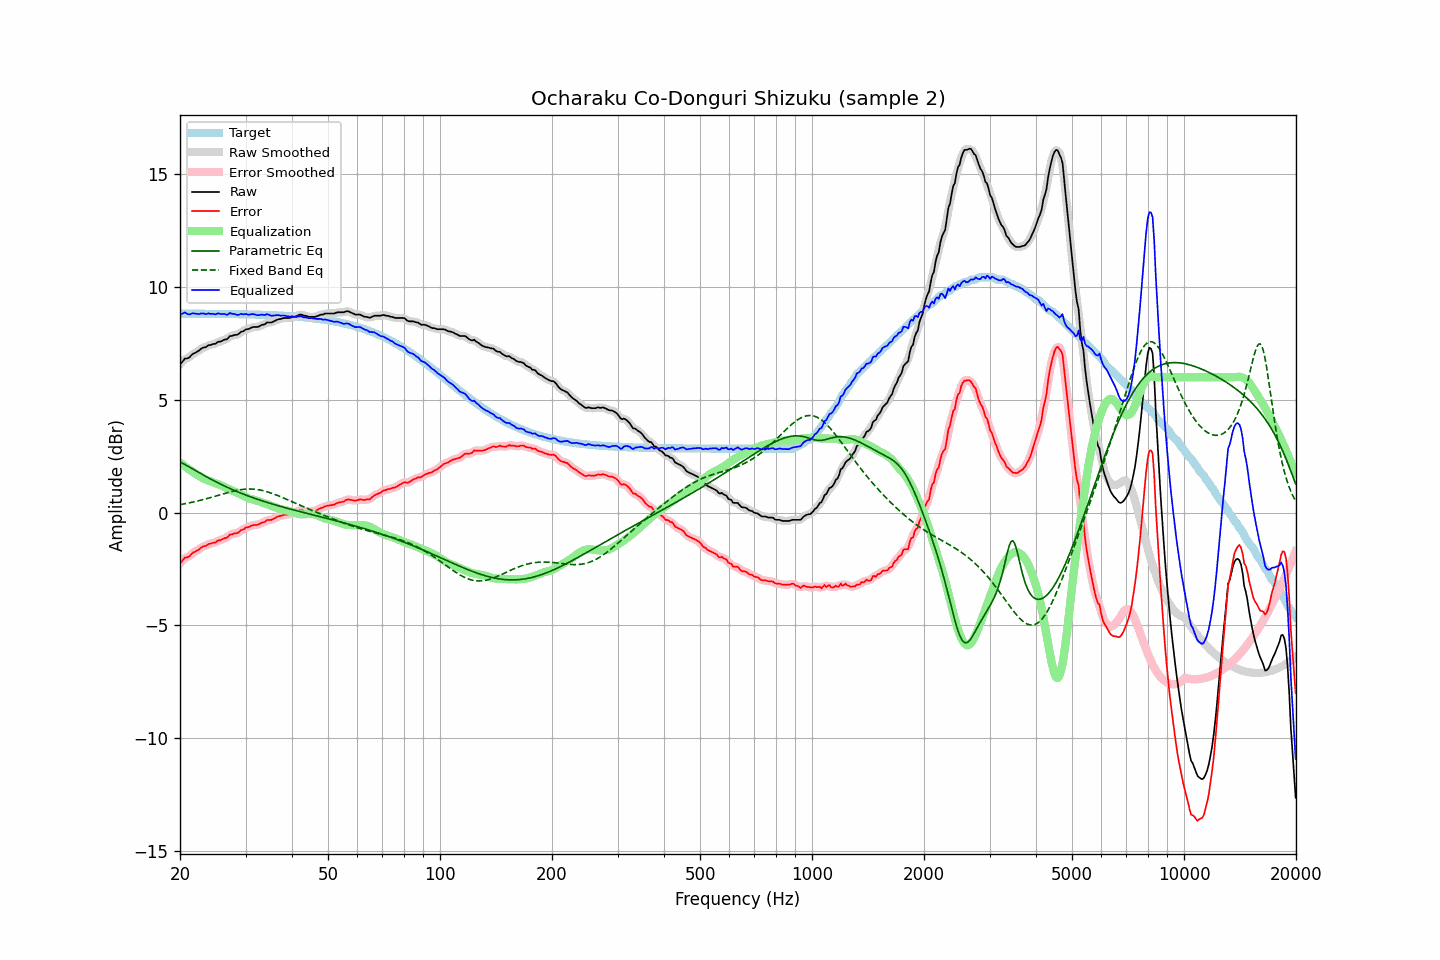 Ocharaku Co-Donguri Shizuku (sample 2)
Target
Raw Smoothed
Error Smoothed
Raw
Error
Equalization
Parametric Eq
Fixed Band Eq
Equalized
Amplitude (dBr)
15
10
5
0
−5
−10
−15
20 50 100 200 500 1000 2000 5000 10000 20000
Frequency (Hz)